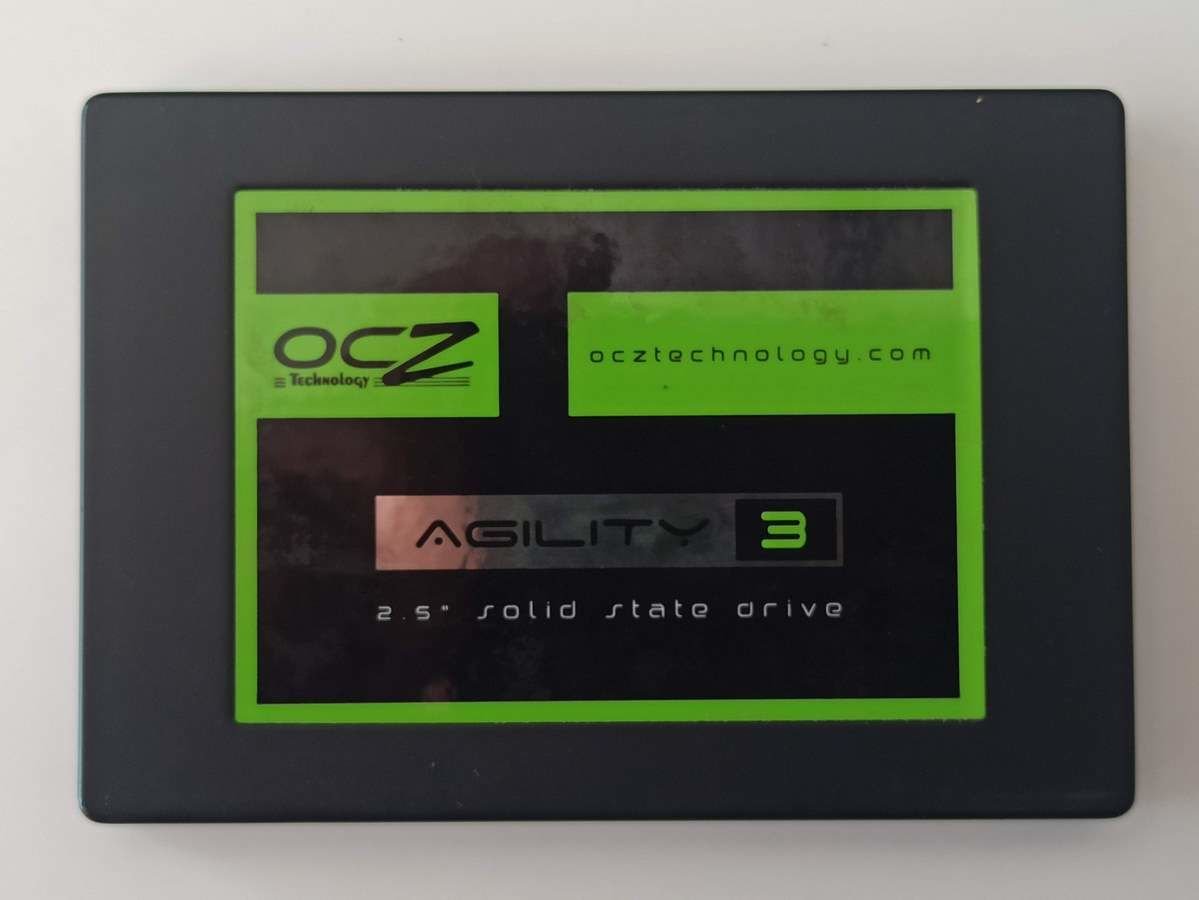 OCZ
Technology
ocztechnology.com
AGILITY 3
2.5" solid state drive